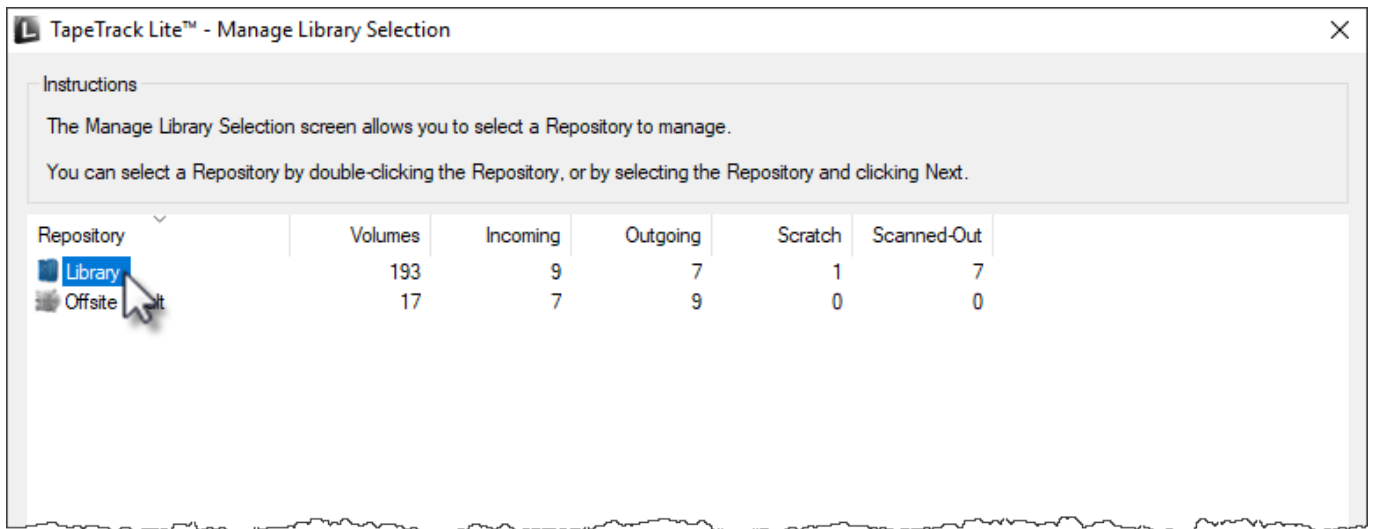 TapeTrack Lite™ - Manage Library Selection
Instructions
The Manage Library Selection screen allows you to select a Repository to manage.
You can select a Repository by double-clicking the Repository, or by selecting the Repository and clicking Next.
Repository Volumes Incoming Outgoing Scratch Scanned-Out
Library 193 9 7 1 7
Offsite 17 7 9 0 0